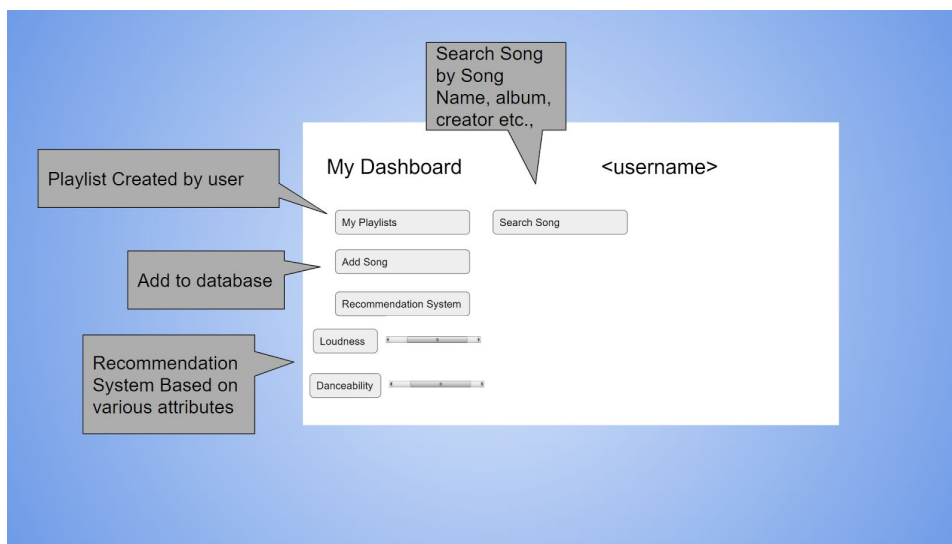 Search Song
by Song
Name, album,
creator etc.,
My Dashboard
<username>
Playlist Created by user
My Playlists
Search Song
Add Song
Add to database
Recommendation System
Loudness
Recommendation
System Based on
various attributes
Danceability